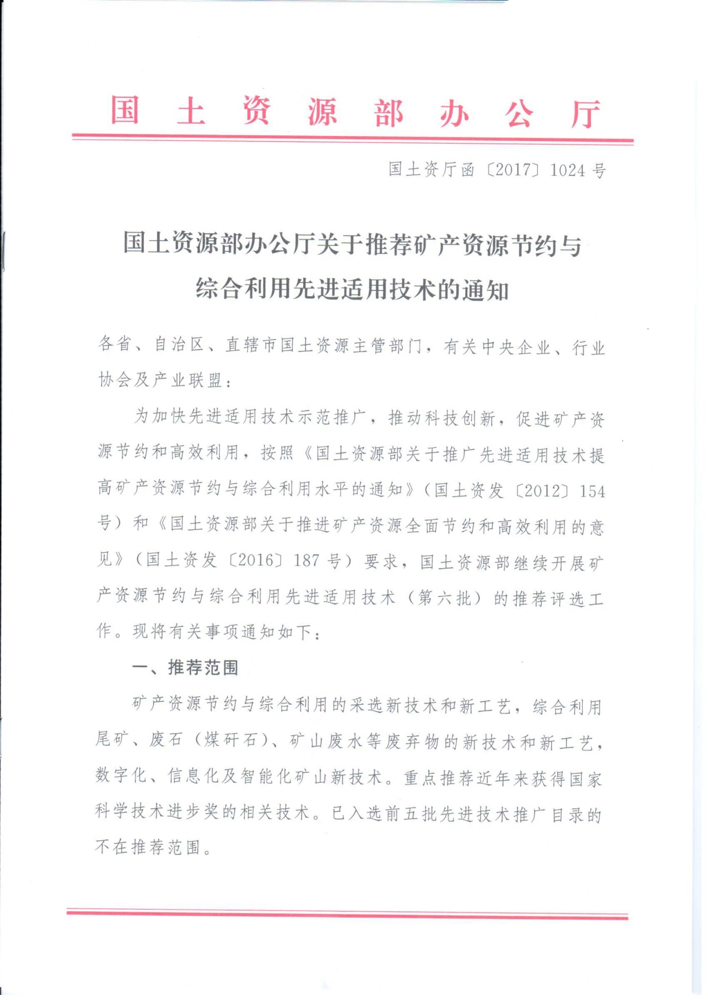 国土资源部办公厅
国土资厅函〔2017〕1024号
国土资源部办公厅关于推荐矿产资源节约与
综合利用先进适用技术的通知
各省、自治区、直辖市国土资源主管部门，有关中央企业、行业
协会及产业联盟：
为加快先进适用技术示范推广，推动科技创新，促进矿产资
源节约和高效利用，按照《国土资源部关于推广先进适用技术提
高矿产资源节约与综合利用水平的通知》（国土资发〔2012〕154
号）和《国土资源部关于推进矿产资源全面节约和高效利用的意
见》（国土资发〔2016〕187号）要求，国土资源部继续开展矿
产资源节约与综合利用先进适用技术（第六批）的推荐评选工
作。现将有关事项通知如下：
一、推荐范围
矿产资源节约与综合利用的采选新技术和新工艺，综合利用
尾矿、废石（煤矸石）、矿山废水等废弃物的新技术和新工艺，
数字化、信息化及智能化矿山新技术。重点推荐近年来获得国家
科学技术进步奖的相关技术。已入选前五批先进技术推广目录的
不在推荐范围。